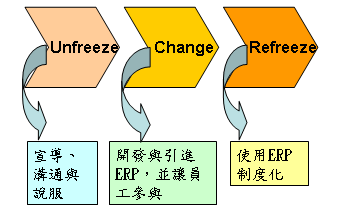 Unfreeze
Change
Refreeze
宣導、
溝通與
說服
開發與引進
ERP，並讓員
工參與
使用ERP
制度化